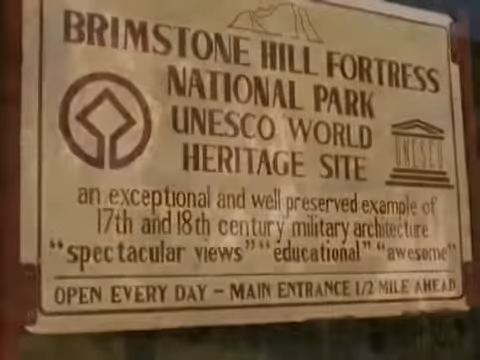 BRIMSTONE HILL FORTRESS
NATIONAL PARK
UNESCO WORLD
HERITAGE SITE
UNESCO
an exceptional and well preserved example of
17th and 18th century military architecture
"spectacular views" "educational" "awesome"
OPEN EVERY DAY – MAIN ENTRANCE 1/2 MILE AHEAD